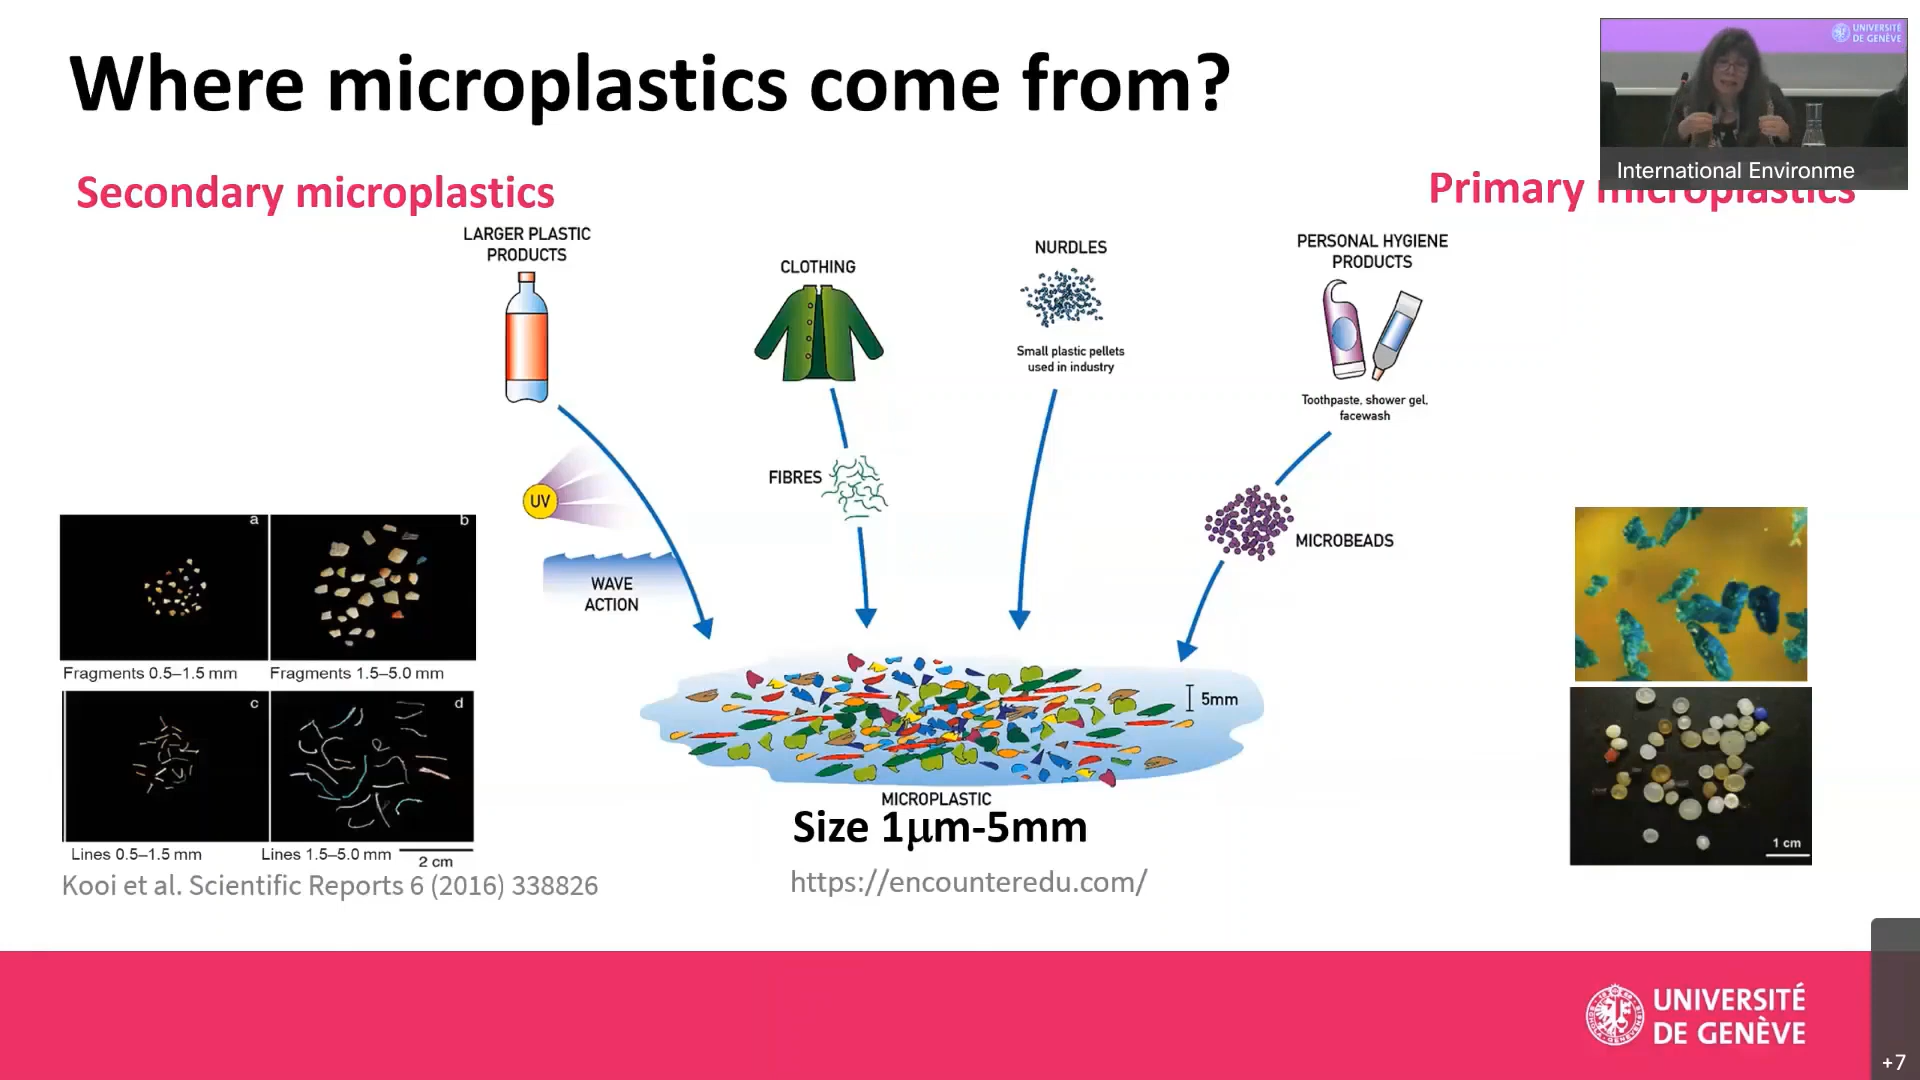 Where microplastics come from?
UNIVERSITÉ
DE GENÈVE
International Environme
Secondary microplastics
Primary microplastics
LARGER PLASTIC
PRODUCTS
CLOTHING
NURDLES
Small plastic pellets
used in industry
PERSONAL HYGIENE
PRODUCTS
Toothpaste, shower gel,
facewash
UV
WAVE
ACTION
FIBRES
MICROBEADS
a
b
Fragments 0.5–1.5 mm
Fragments 1.5–5.0 mm
c
d
Lines 0.5–1.5 mm
Lines 1.5–5.0 mm
2 cm
Kooi et al. Scientific Reports 6 (2016) 338826
5mm
MICROPLASTIC
Size 1μm-5mm
https://encounteredu.com/
1 cm
UNIVERSITÉ
DE GENÈVE
+7